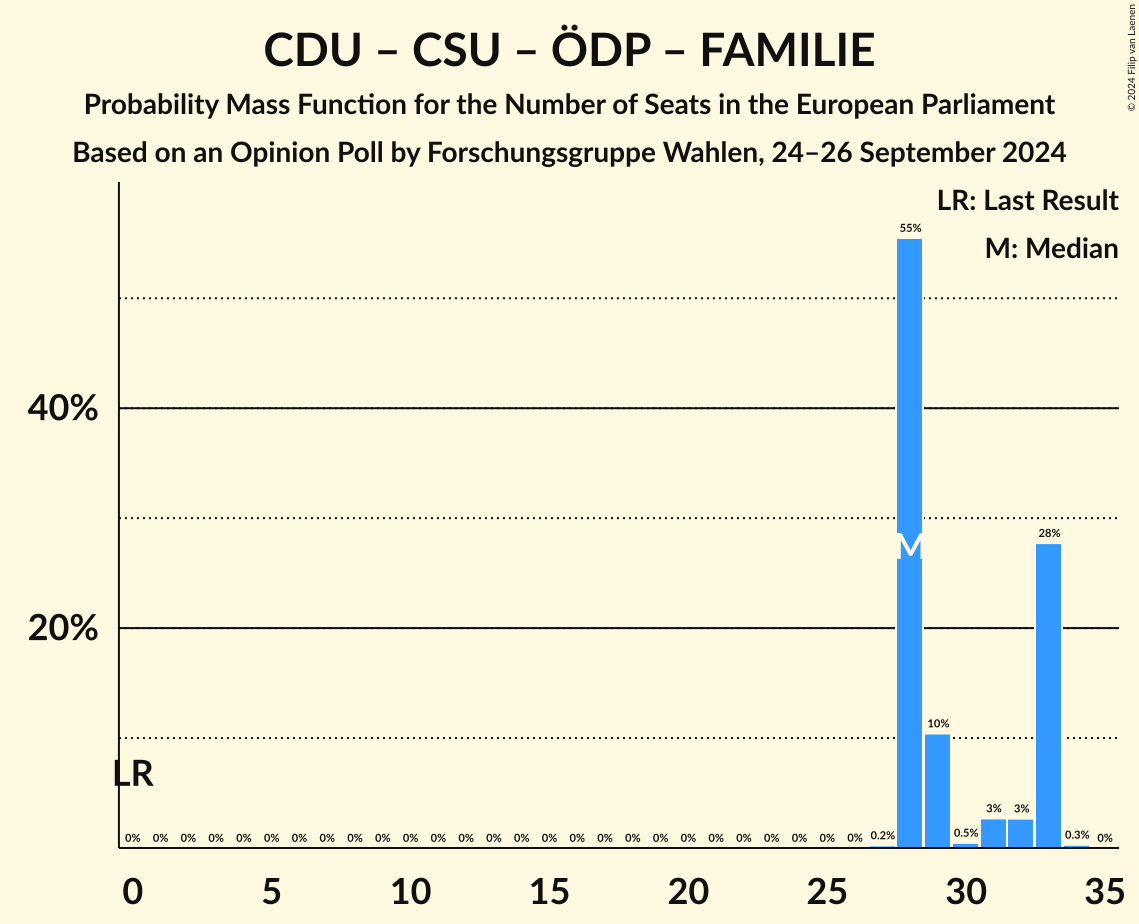 CDU – CSU – ÖDP – FAMILIE
Probability Mass Function for the Number of Seats in the European Parliament
Based on an Opinion Poll by Forschungsgruppe Wahlen, 24–26 September 2024
© 2024 Filip van Laenen
LR: Last Result
M: Median
55%
40%
M
28%
20%
10%
LR
0% 0% 0% 0% 0% 0% 0% 0% 0% 0% 0% 0% 0% 0% 0% 0% 0% 0% 0% 0% 0% 0% 0% 0% 0% 0% 0% 0.2% 0.5% 3% 3% 0.3% 0%
0 5 10 15 20 25 30 35